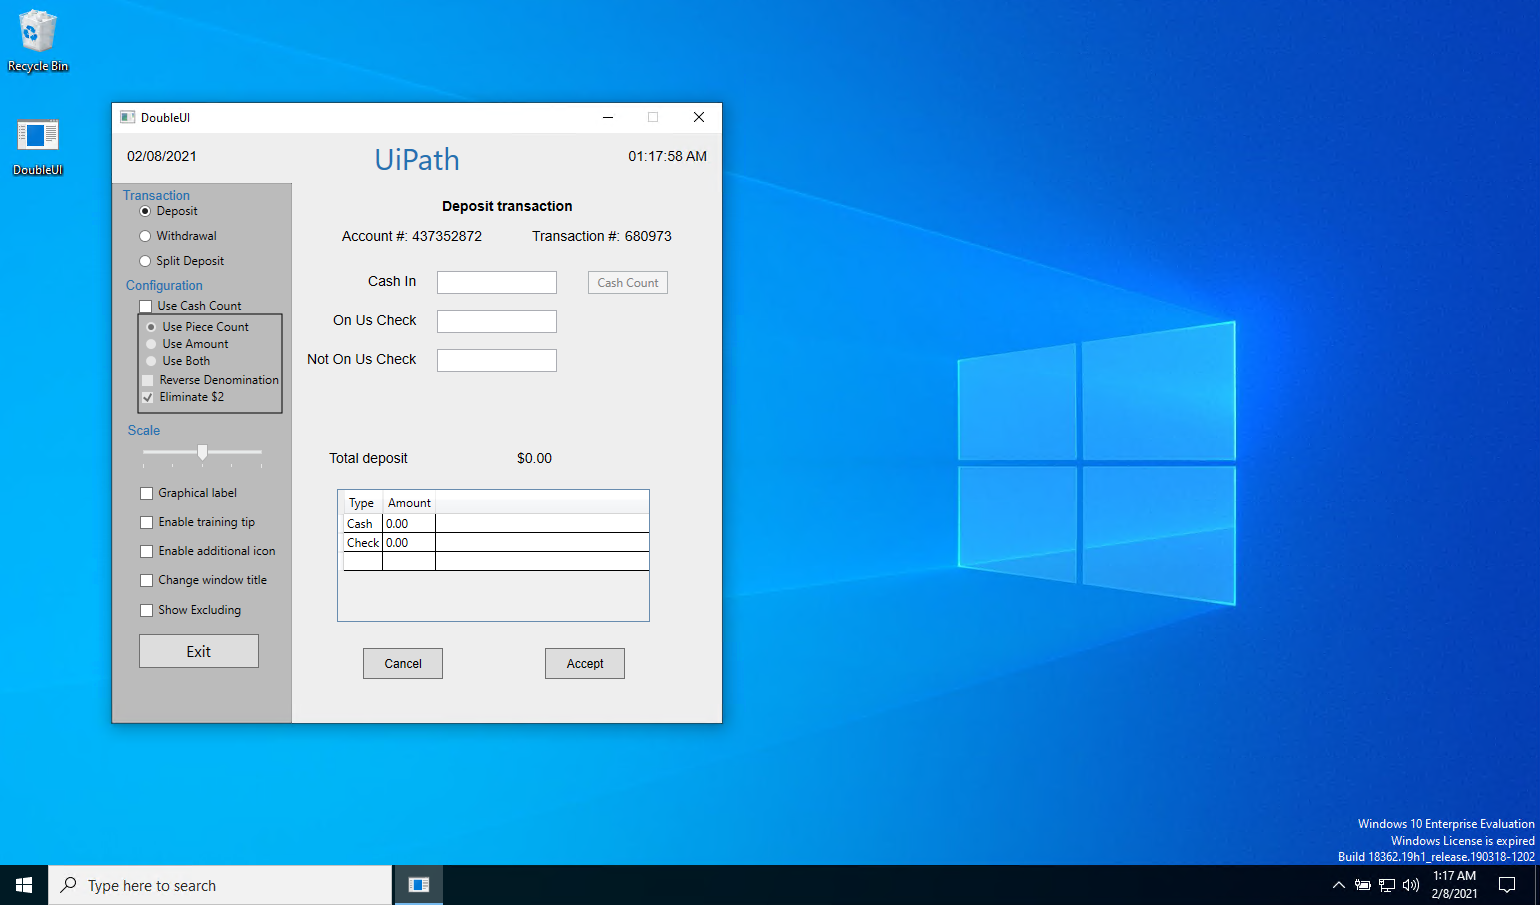 Recycle Bin
DoubleUI
DoubleUI
02/08/2021
UiPath
01:17:58 AM
Transaction
Deposit
Withdrawal
Split Deposit
Configuration
Use Cash Count
Use Piece Count
Use Amount
Use Both
Reverse Denomination
Eliminate $2
Scale
Graphical label
Enable training tip
Enable additional icon
Change window title
Show Excluding
Exit
Deposit transaction
Account #: 437352872 Transaction #: 680973
Cash In Cash Count
On Us Check
Not On Us Check
Total deposit $0.00
Type Amount
Cash 0.00
Check 0.00
Cancel Accept
Windows 10 Enterprise Evaluation
Windows License is expired
Build 18362.19h1_release.190318-1202
Type here to search
1:17 AM
2/8/2021